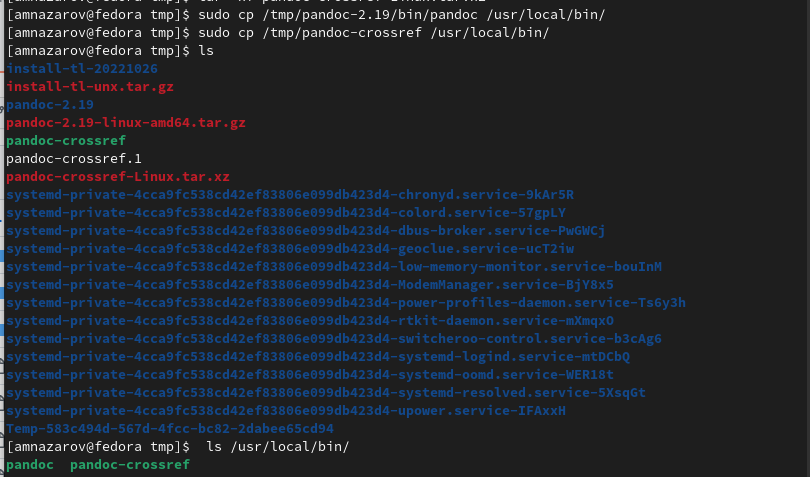 [amnazarov@fedora tmp]$ sudo cp /tmp/pandoc-2.19/bin/pandoc /usr/local/bin/
[amnazarov@fedora tmp]$ sudo cp /tmp/pandoc-crossref /usr/local/bin/
[amnazarov@fedora tmp]$ ls
install-tl-20221026
install-tl-unx.tar.gz
pandoc-2.19
pandoc-2.19-linux-amd64.tar.gz
pandoc-crossref
pandoc-crossref.1
pandoc-crossref-Linux.tar.xz
systemd-private-4cca9fc538cd42ef83806e099db423d4-chronyd.service-9kAr5R
systemd-private-4cca9fc538cd42ef83806e099db423d4-colord.service-57gpLY
systemd-private-4cca9fc538cd42ef83806e099db423d4-dbus-broker.service-PwGWCj
systemd-private-4cca9fc538cd42ef83806e099db423d4-geoclue.service-ucT2iw
systemd-private-4cca9fc538cd42ef83806e099db423d4-low-memory-monitor.service-bouInM
systemd-private-4cca9fc538cd42ef83806e099db423d4-ModemManager.service-BjY8x5
systemd-private-4cca9fc538cd42ef83806e099db423d4-power-profiles-daemon.service-Ts6y3h
systemd-private-4cca9fc538cd42ef83806e099db423d4-rtkit-daemon.service-mXmqxO
systemd-private-4cca9fc538cd42ef83806e099db423d4-switcheroo-control.service-b3cAg6
systemd-private-4cca9fc538cd42ef83806e099db423d4-systemd-logind.service-mtDCbQ
systemd-private-4cca9fc538cd42ef83806e099db423d4-systemd-oomd.service-WER18t
systemd-private-4cca9fc538cd42ef83806e099db423d4-systemd-resolved.service-5XsqGt
systemd-private-4cca9fc538cd42ef83806e099db423d4-upower.service-IFAxxH
Temp-583c494d-567d-4fcc-bc82-2dabee65cd94
[amnazarov@fedora tmp]$  ls /usr/local/bin/
pandoc  pandoc-crossref